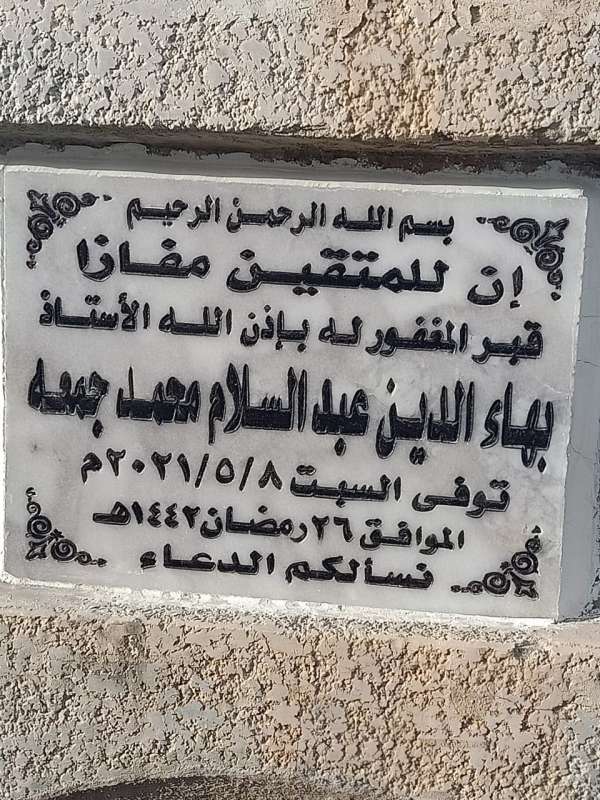 بسم الله الرحمن الرحيم
إن للمتقين مفازا
قبر المغفور له بإذن الله الأستاذ
بهاء الدين عبد السلام محمد جمعه
توفى السبت ٢٠٢١/٥/٨م
الموافق ٢٦ رمضان ١٤٤٢هـ
نسألكم الدعاء